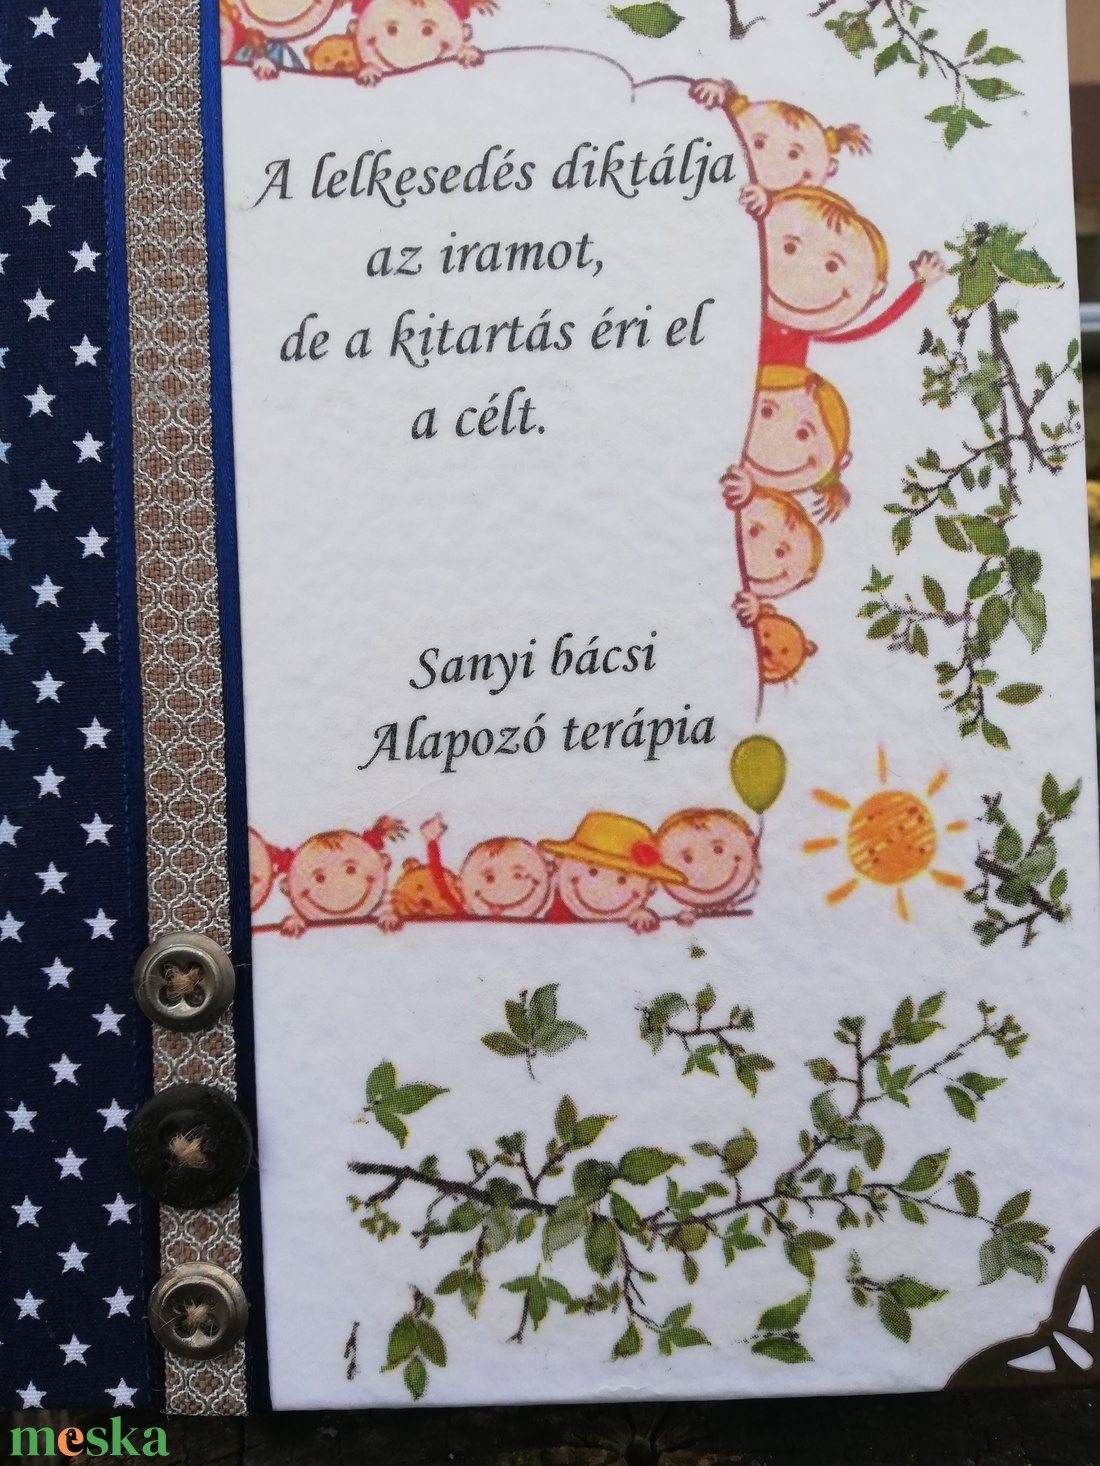 A lelkesedés diktálja
az iramot,
de a kitartás éri el
a célt.
Sanyi bácsi
Alapozó terápia
meska